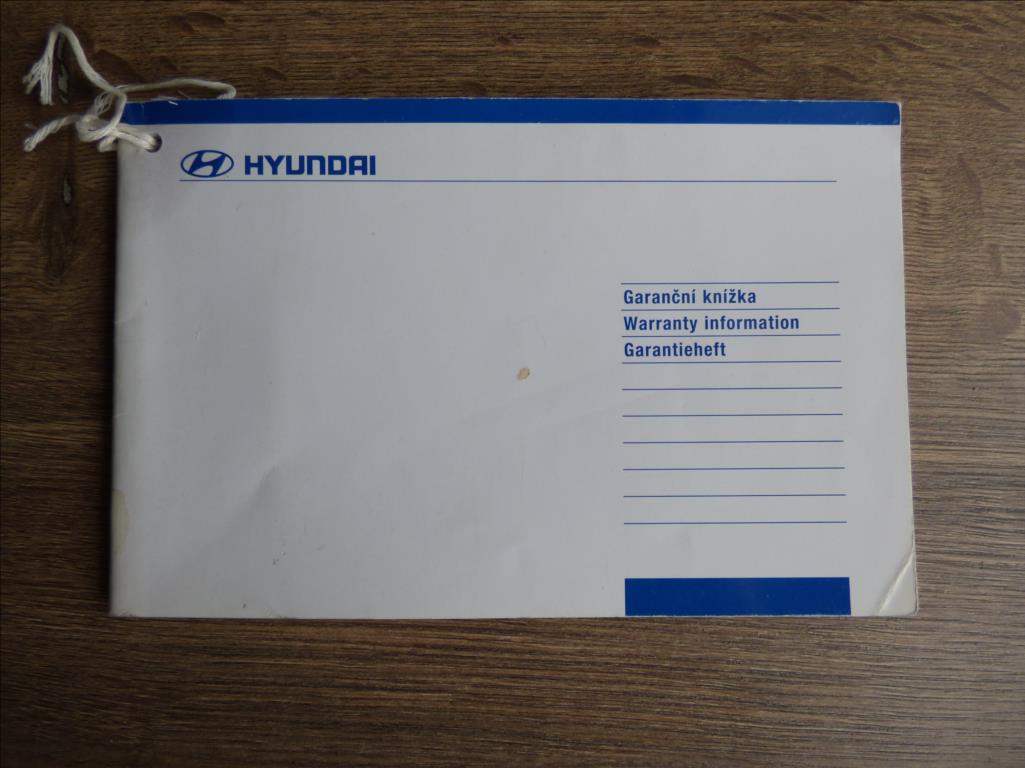 HYUNDAI
Garanční knížka
Warranty information
Garantieheft